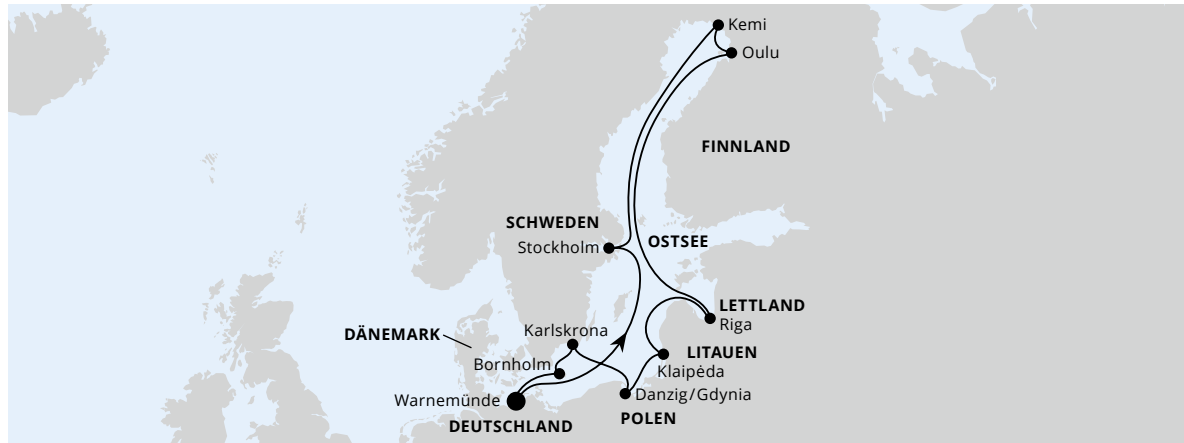 Kemi
Oulu
FINNLAND
SCHWEDEN
Stockholm
OSTSEE
LETTLAND
Riga
DÄNEMARK
Karlskrona
LITAUEN
Klaipėda
Bornholm
Warnemünde
Danzig/Gdynia
DEUTSCHLAND
POLEN